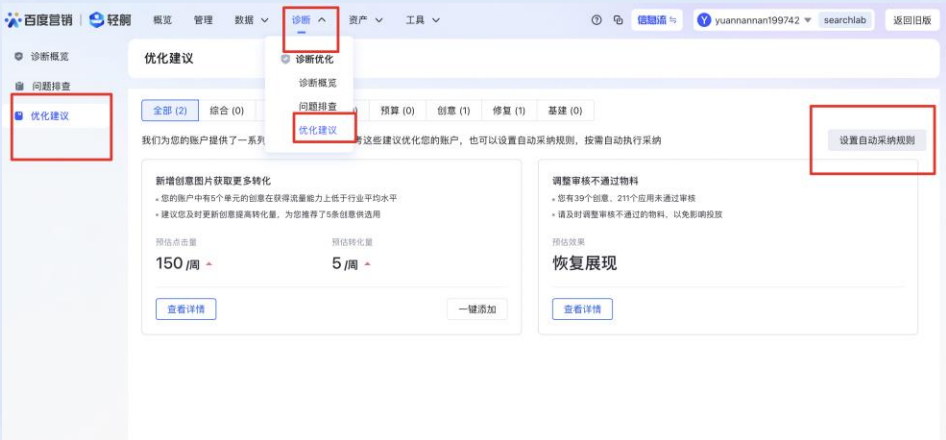 百度营销 轻舸 概览 管理 数据 诊断 资产 工具 信息流 Y yuannannan199742 searchlab 返回旧版
诊断概览
问题排查
优化建议
优化建议
诊断优化
诊断概览
问题排查
优化建议
全部 (2) 综合 (0) 预算 (0) 创意 (1) 修复 (1) 基建 (0)
我们为您的账户提供了一系列 考这些建议优化您的账户，也可以设置自动采纳规则，按需自动执行采纳 设置自动采纳规则
新增创意图片获取更多转化
• 您的账户中有5个单元的创意在获得流量能力上低于行业平均水平
• 建议您及时更新创意提高转化量，为您推荐了5条创意供选用
预估点击量 预估转化量
150 /周 5 /周
查看详情 一键添加
调整审核不通过物料
• 您有39个创意、211个应用未通过审核
• 请及时调整审核不通过的物料，以免影响投放
预估效果
恢复展现
查看详情